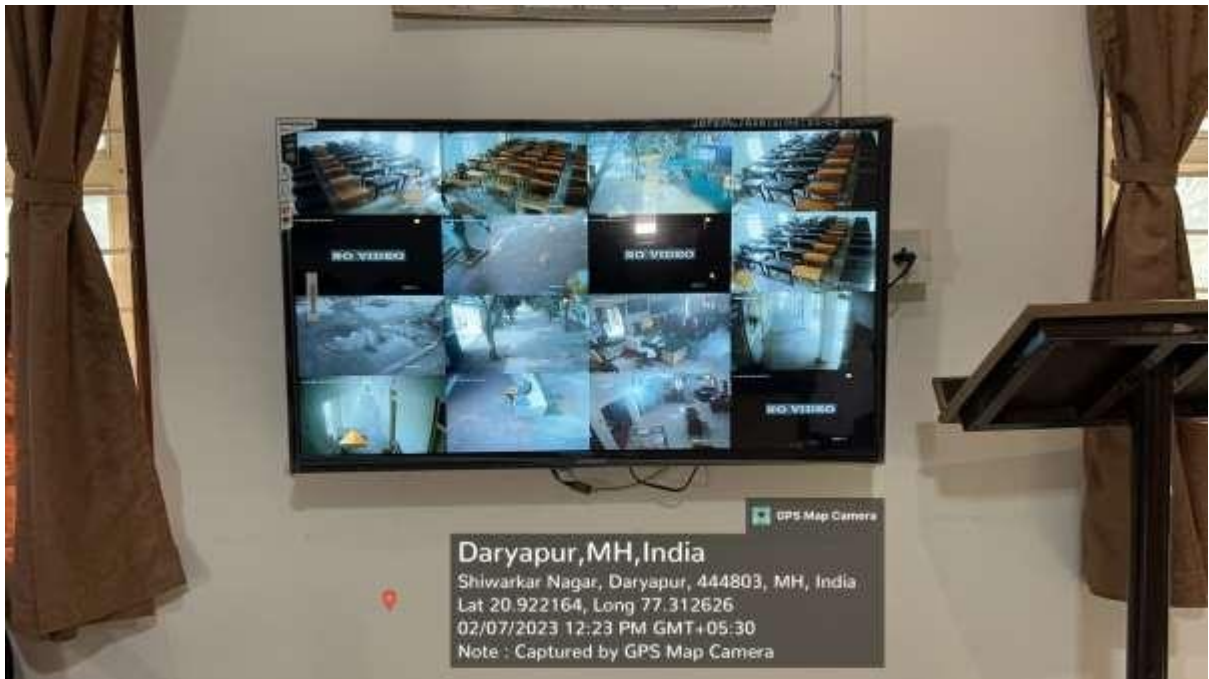 NO VIDEO
NO VIDEO
NO VIDEO
GPS Map Camera
Daryapur,MH,India
Shiwarkar Nagar, Daryapur, 444803, MH, India
Lat 20.922164, Long 77.312626
02/07/2023 12:23 PM GMT+05:30
Note : Captured by GPS Map Camera